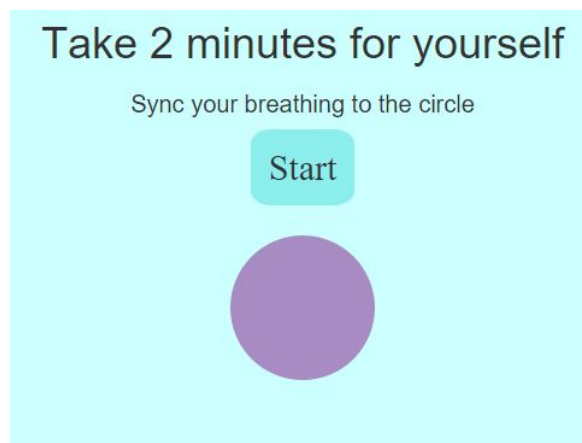 Take 2 minutes for yourself
Sync your breathing to the circle
Start